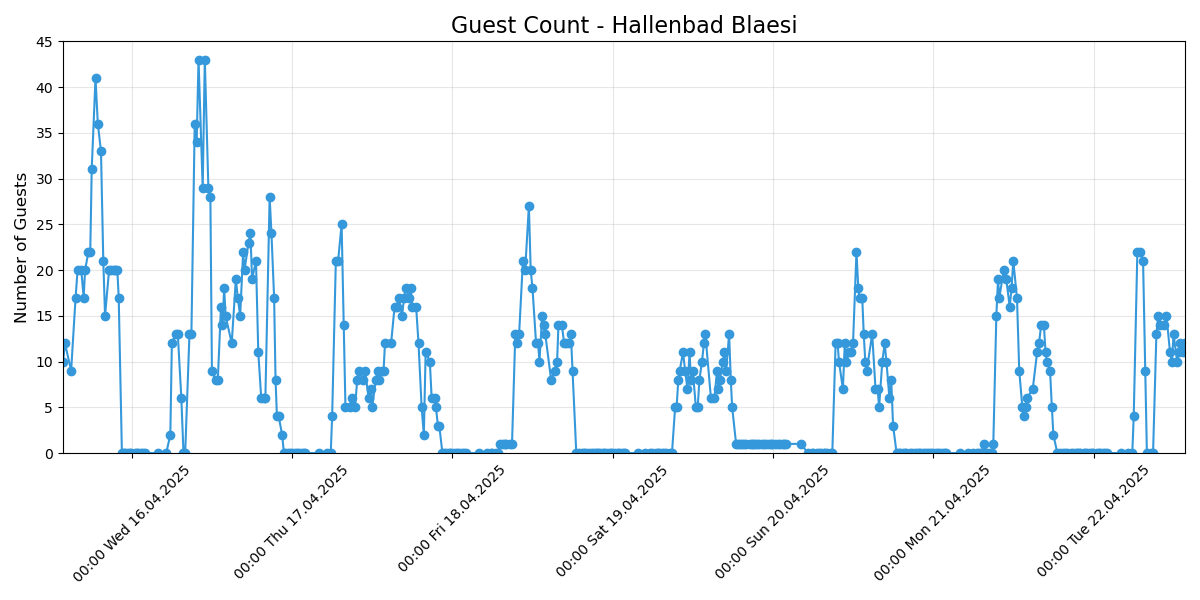 Guest Count - Hallenbad Blaesi
Number of Guests
45
40
35
30
25
20
15
10
5
0
00:00 Wed 16.04.2025
00:00 Thu 17.04.2025
00:00 Fri 18.04.2025
00:00 Sat 19.04.2025
00:00 Sun 20.04.2025
00:00 Mon 21.04.2025
00:00 Tue 22.04.2025